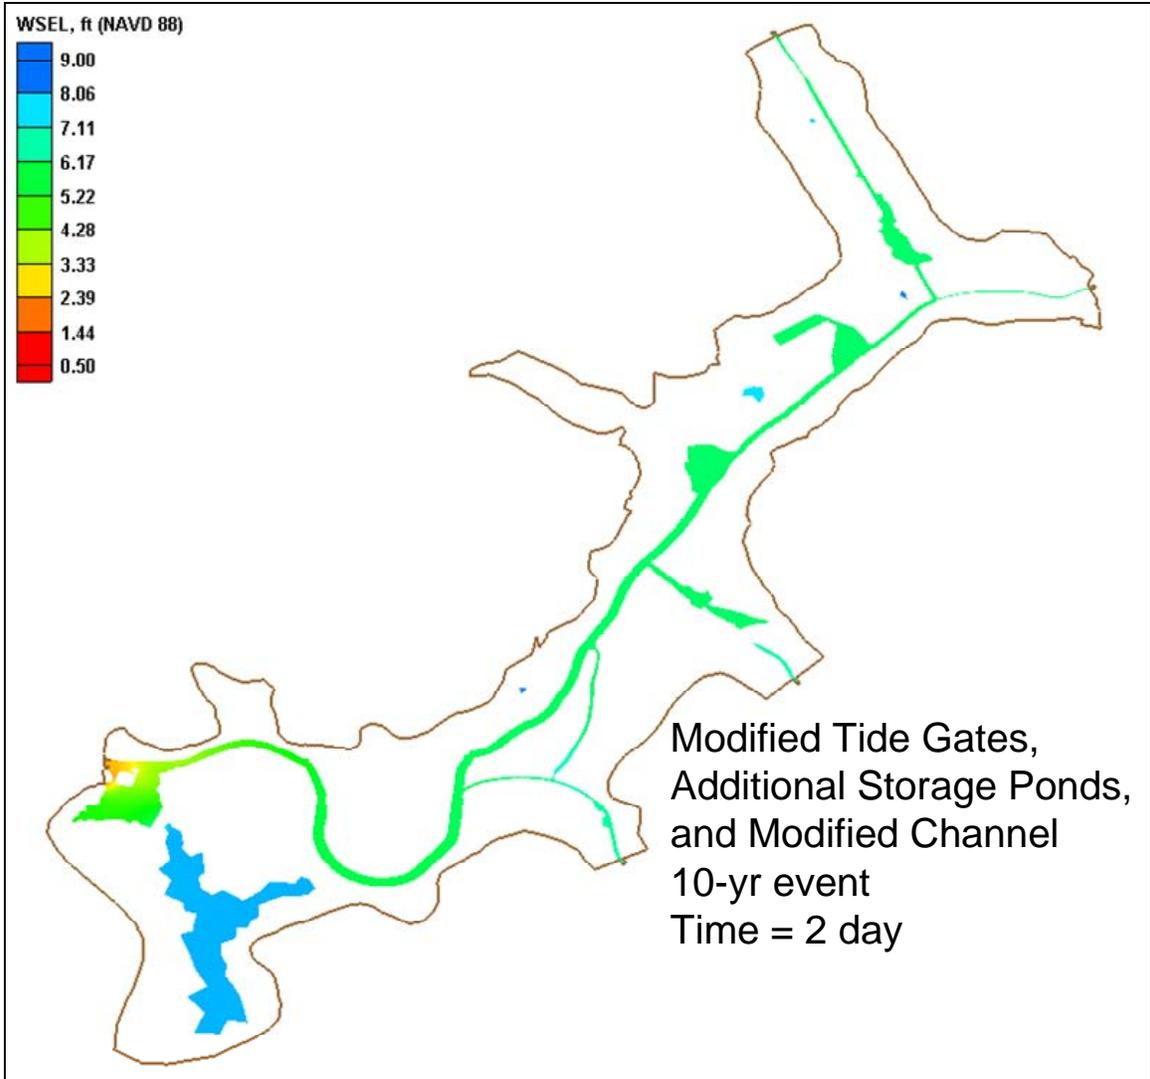 WSEL, ft (NAVD 88)
9.00
8.06
7.11
6.17
5.22
4.28
3.33
2.39
1.44
0.50
Modified Tide Gates,
Additional Storage Ponds,
and Modified Channel
10-yr event
Time = 2 day